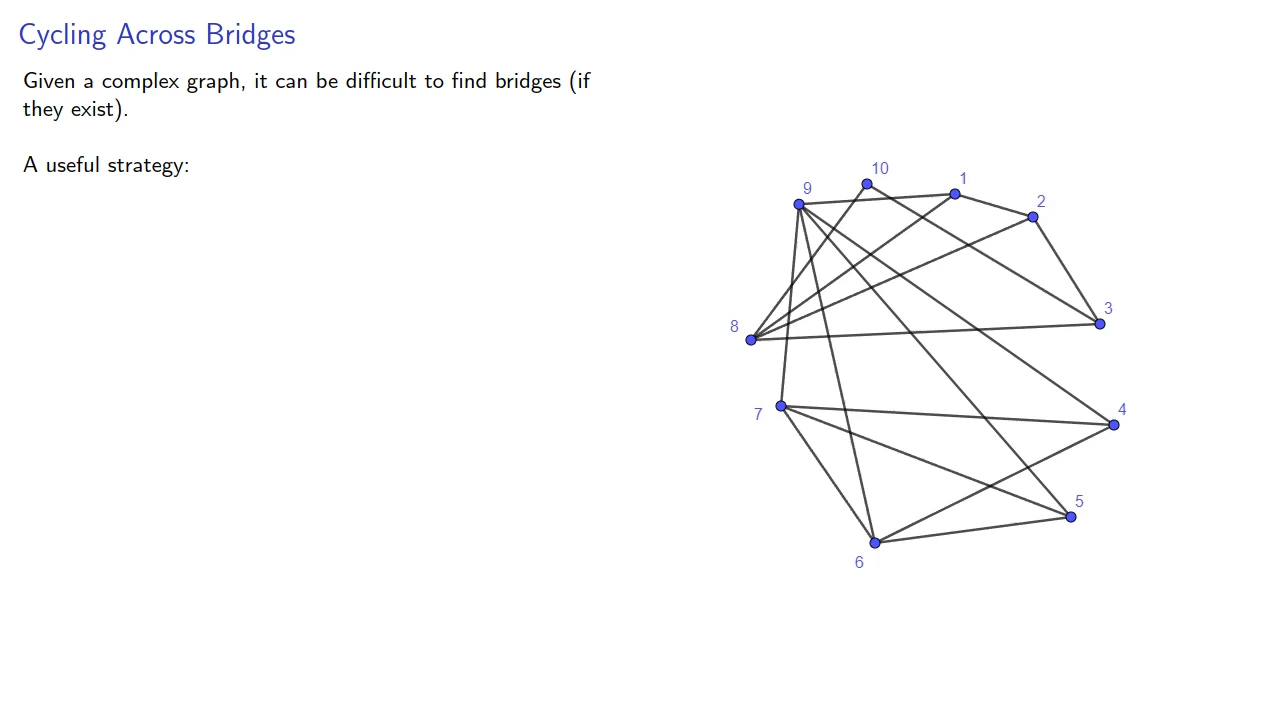 Cycling Across Bridges
Given a complex graph, it can be difficult to find bridges (if
they exist).
A useful strategy:
10
1
9
2
3
8
4
7
5
6